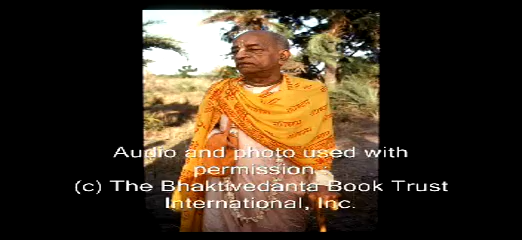 Audio and photo used with
permission.
(c) The Bhaktivedanta Book Trust
International, Inc.